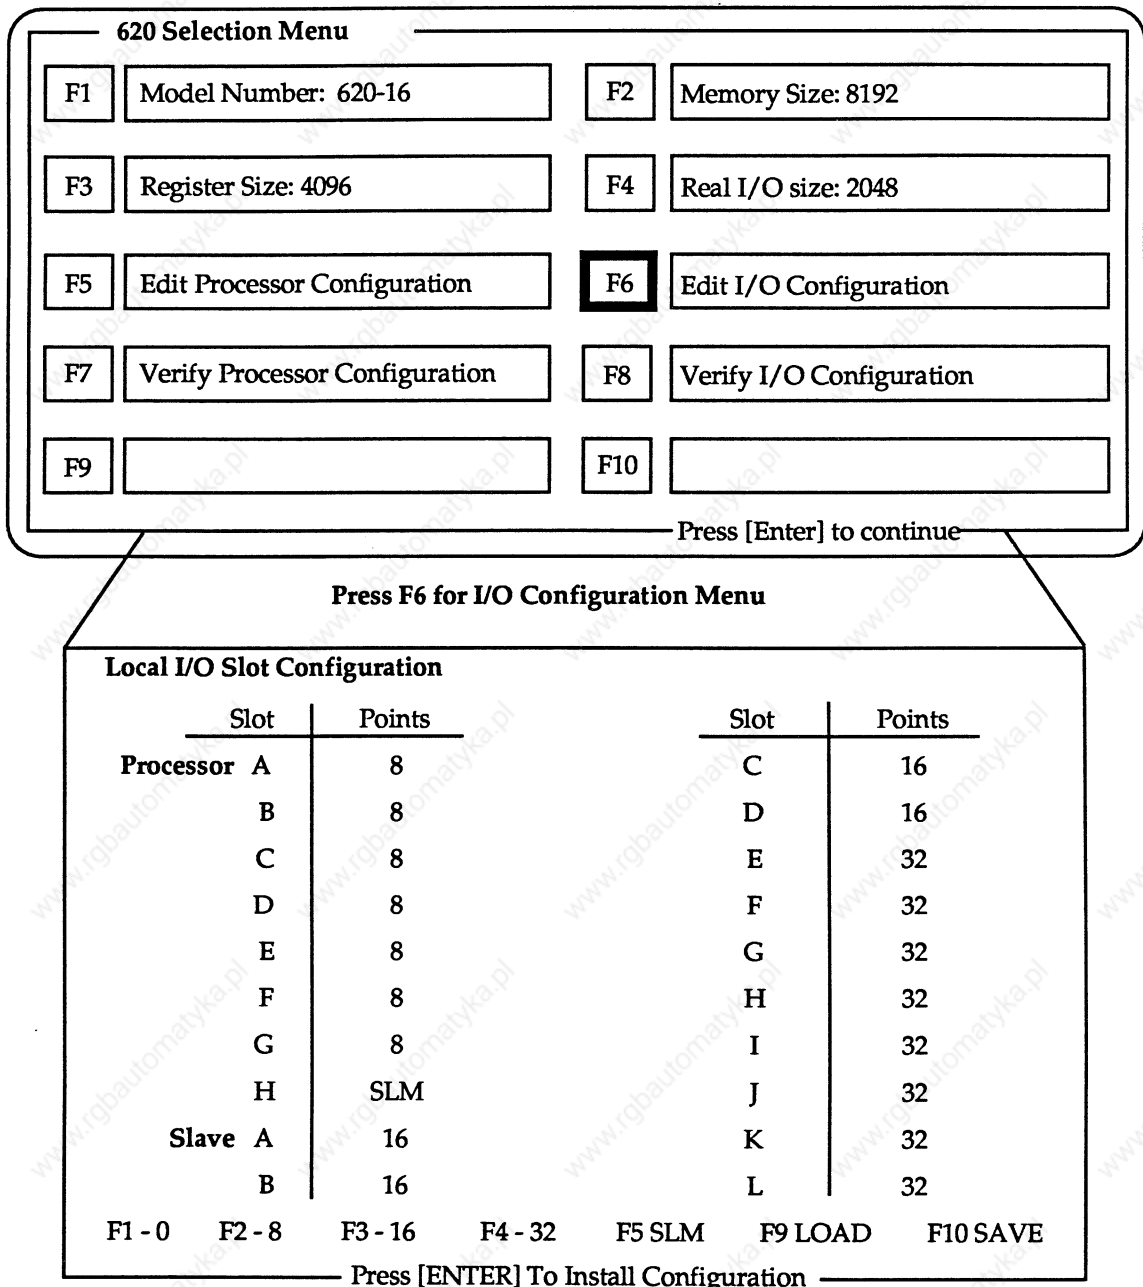 620 Selection Menu
F1 Model Number: 620-16 F2 Memory Size: 8192
F3 Register Size: 4096 F4 Real I/O size: 2048
F5 Edit Processor Configuration F6 Edit I/O Configuration
F7 Verify Processor Configuration F8 Verify I/O Configuration
F9 F10
Press [Enter] to continue
Press F6 for I/O Configuration Menu
Local I/O Slot Configuration
Slot Points Slot Points
Processor A 8 C 16
B 8 D 16
C 8 E 32
D 8 F 32
E 8 G 32
F 8 H 32
G 8 I 32
H SLM J 32
Slave A 16 K 32
B 16 L 32
F1 - 0 F2 - 8 F3 - 16 F4 - 32 F5 SLM F9 LOAD F10 SAVE
Press [ENTER] To Install Configuration
www.rgbautomatyka.pl